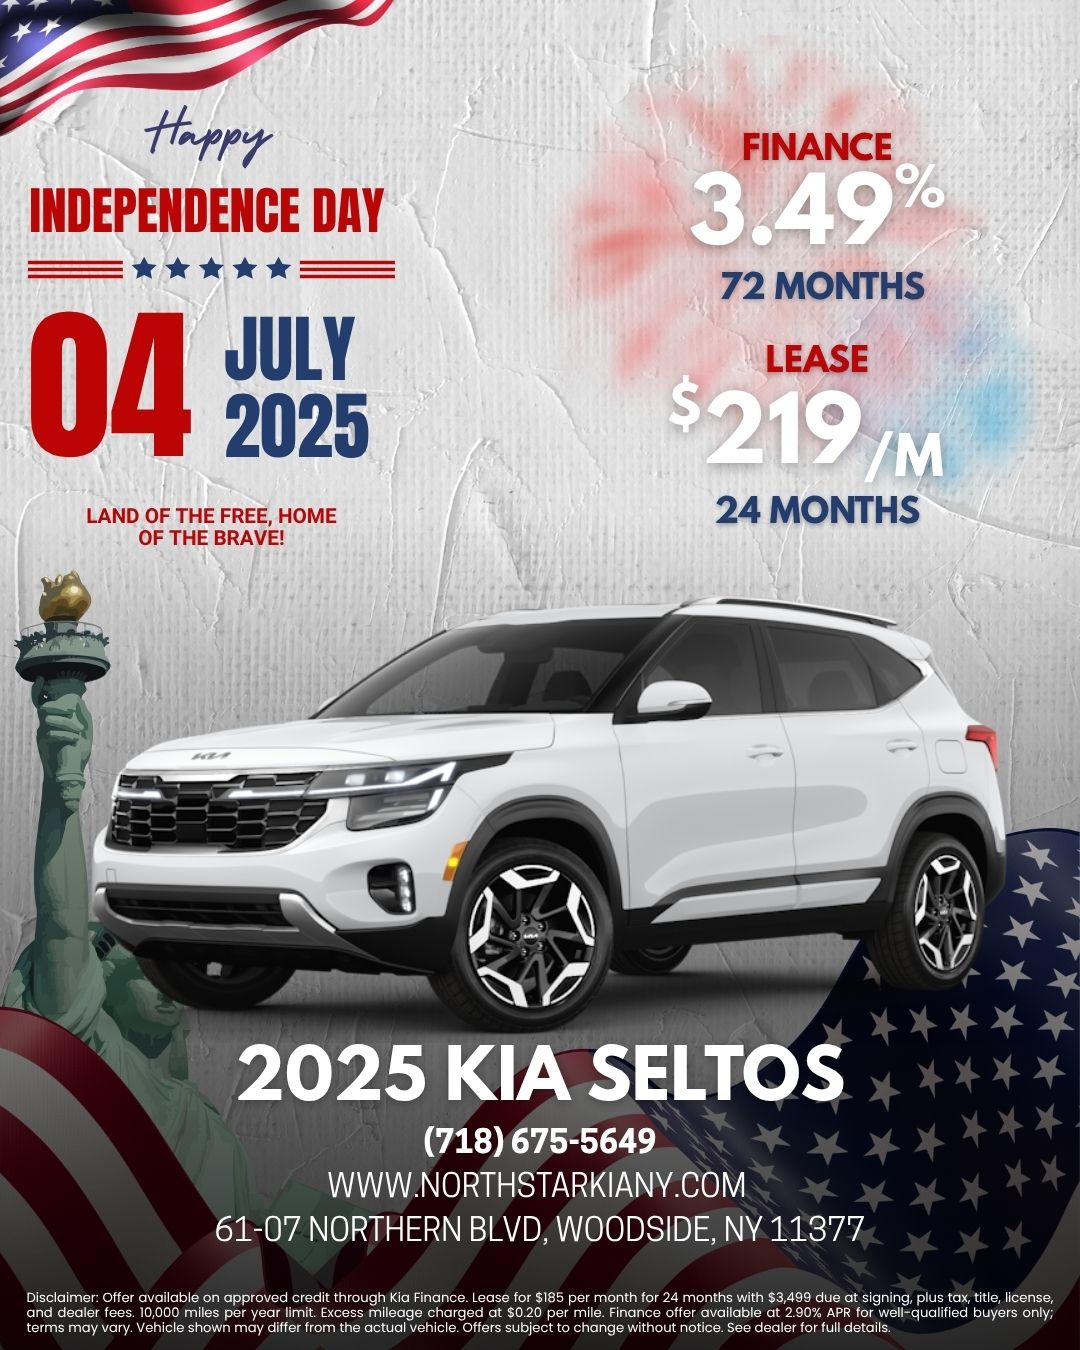 Happy
INDEPENDENCE DAY
04 JULY
2025
LAND OF THE FREE, HOME
OF THE BRAVE!
FINANCE
3.49%
72 MONTHS
LEASE
$219/M
24 MONTHS
KIA
2025 KIA SELTOS
(718) 675-5649
WWW.NORTHSTARKIANY.COM
61-07 NORTHERN BLVD, WOODSIDE, NY 11377
Disclaimer: Offer available on approved credit through Kia Finance. Lease for $185 per month for 24 months with $3,499 due at signing, plus tax, title, license,
and dealer fees. 10,000 miles per year limit. Excess mileage charged at $0.20 per mile. Finance offer available at 2.90% APR for well-qualified buyers only;
terms may vary. Vehicle shown may differ from the actual vehicle. Offers subject to change without notice. See dealer for full details.